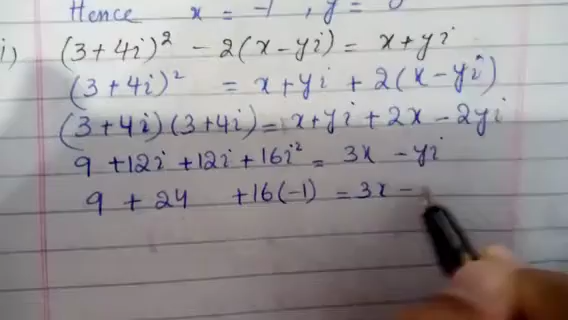 Hence x = -1, y = 0
i) (3+4i)² - 2(x-yi) = x+yi
(3+4i)² = x+yi + 2(x-yi)
(3+4i)(3+4i) = x+yi + 2x - 2yi
9 +12i +12i +16i² = 3x - yi
9 + 24 +16(-1) = 3x -